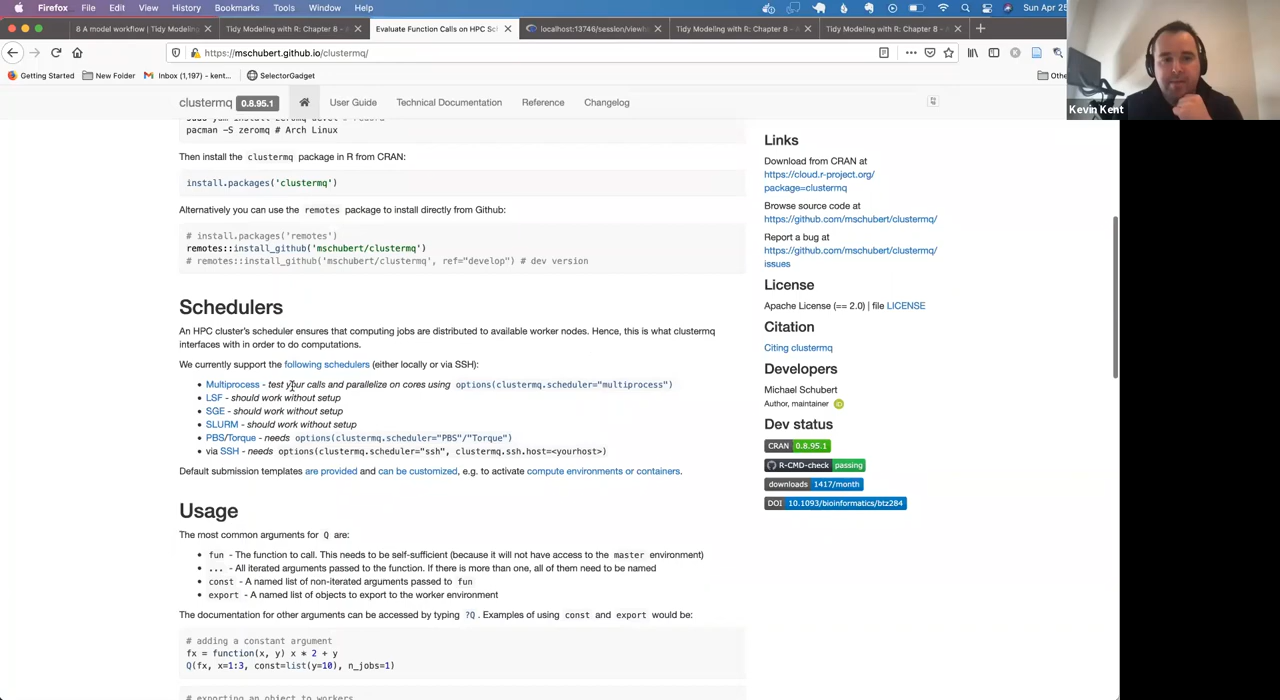 Firefox File Edit View History Bookmarks Tools Window Help Sun Apr 25
8 A model workflow | Tidy Modeling
Tidy Modeling with R: Chapter 8 –
Evaluate Function Calls on HPC Sc
localhost:13746/session/viewh
Tidy Modeling with R: Chapter 8 –
Tidy Modeling with R: Chapter 8 –
https://mschubert.github.io/clustermq/
Getting Started New Folder Inbox (1,197) - kent... SelectorGadget
Kevin Kent
clustermq 0.8.95.1 User Guide Technical Documentation Reference Changelog
pacman -S zeromq # Arch Linux
Then install the clustermq package in R from CRAN:
install.packages('clustermq')
Alternatively you can use the remotes package to install directly from Github:
# install.packages('remotes')
remotes::install_github('mschubert/clustermq')
# remotes::install_github('mschubert/clustermq', ref="develop") # dev version
Schedulers
An HPC cluster's scheduler ensures that computing jobs are distributed to available worker nodes. Hence, this is what clustermq
interfaces with in order to do computations.
We currently support the following schedulers (either locally or via SSH):
Multiprocess - test your calls and parallelize on cores using options(clustermq.scheduler="multiprocess")
LSF - should work without setup
SGE - should work without setup
SLURM - should work without setup
PBS/Torque - needs options(clustermq.scheduler="PBS"/"Torque")
via SSH - needs options(clustermq.scheduler="ssh", clustermq.ssh.host=<yourhost>)
Default submission templates are provided and can be customized, e.g. to activate compute environments or containers.
Usage
The most common arguments for Q are:
fun - The function to call. This needs to be self-sufficient (because it will not have access to the master environment)
... - All iterated arguments passed to the function. If there is more than one, all of them need to be named
const - A named list of non-iterated arguments passed to fun
export - A named list of objects to export to the worker environment
The documentation for other arguments can be accessed by typing ?Q . Examples of using const and export would be:
# adding a constant argument
fx = function(x, y) x * 2 + y
Q(fx, x=1:3, const=list(y=10), n_jobs=1)
# exporting an object to workers
Links
Download from CRAN at
https://cloud.r-project.org/
package=clustermq
Browse source code at
https://github.com/mschubert/clustermq/
Report a bug at
https://github.com/mschubert/clustermq/
issues
License
Apache License (== 2.0) | file LICENSE
Citation
Citing clustermq
Developers
Michael Schubert
Author, maintainer
Dev status
CRAN 0.8.95.1
R-CMD-check passing
downloads 1417/month
DOI 10.1093/bioinformatics/btz284